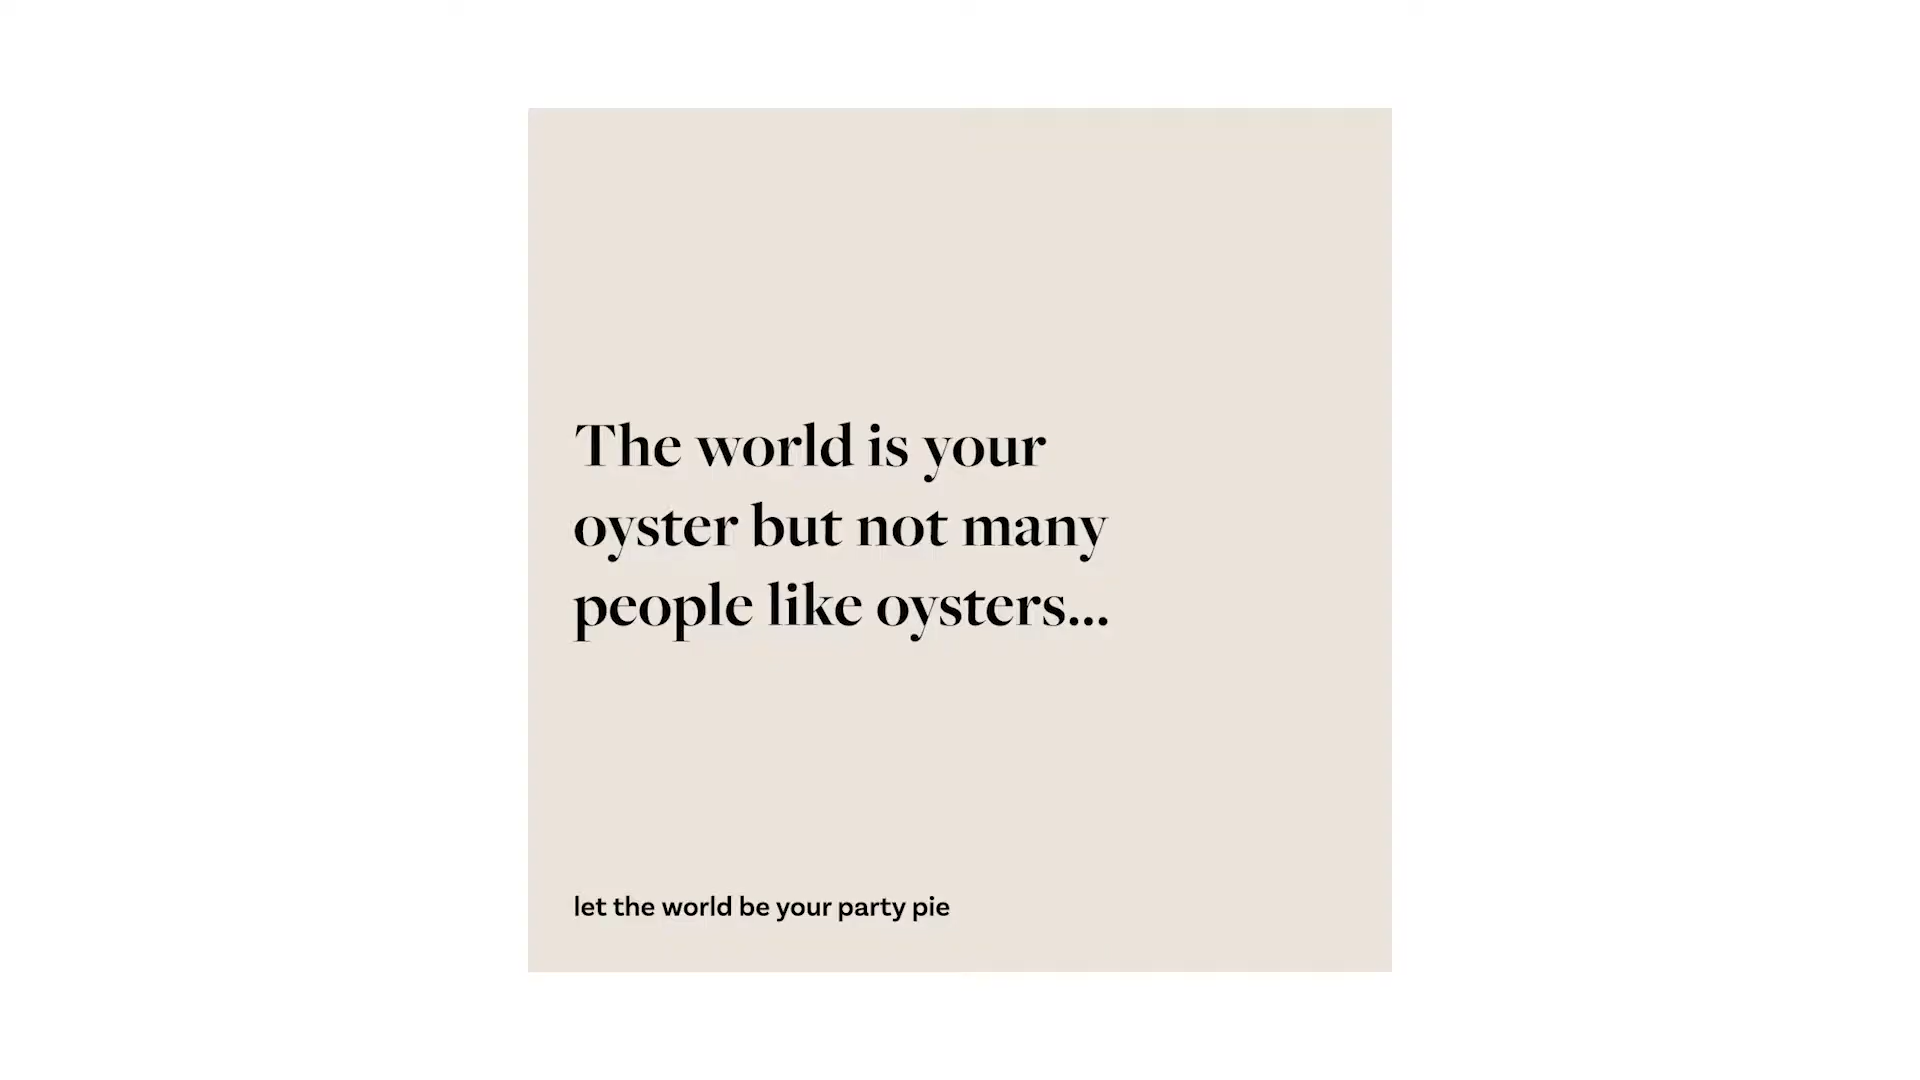 The world is your
oyster but not many
people like oysters...
let the world be your party pie